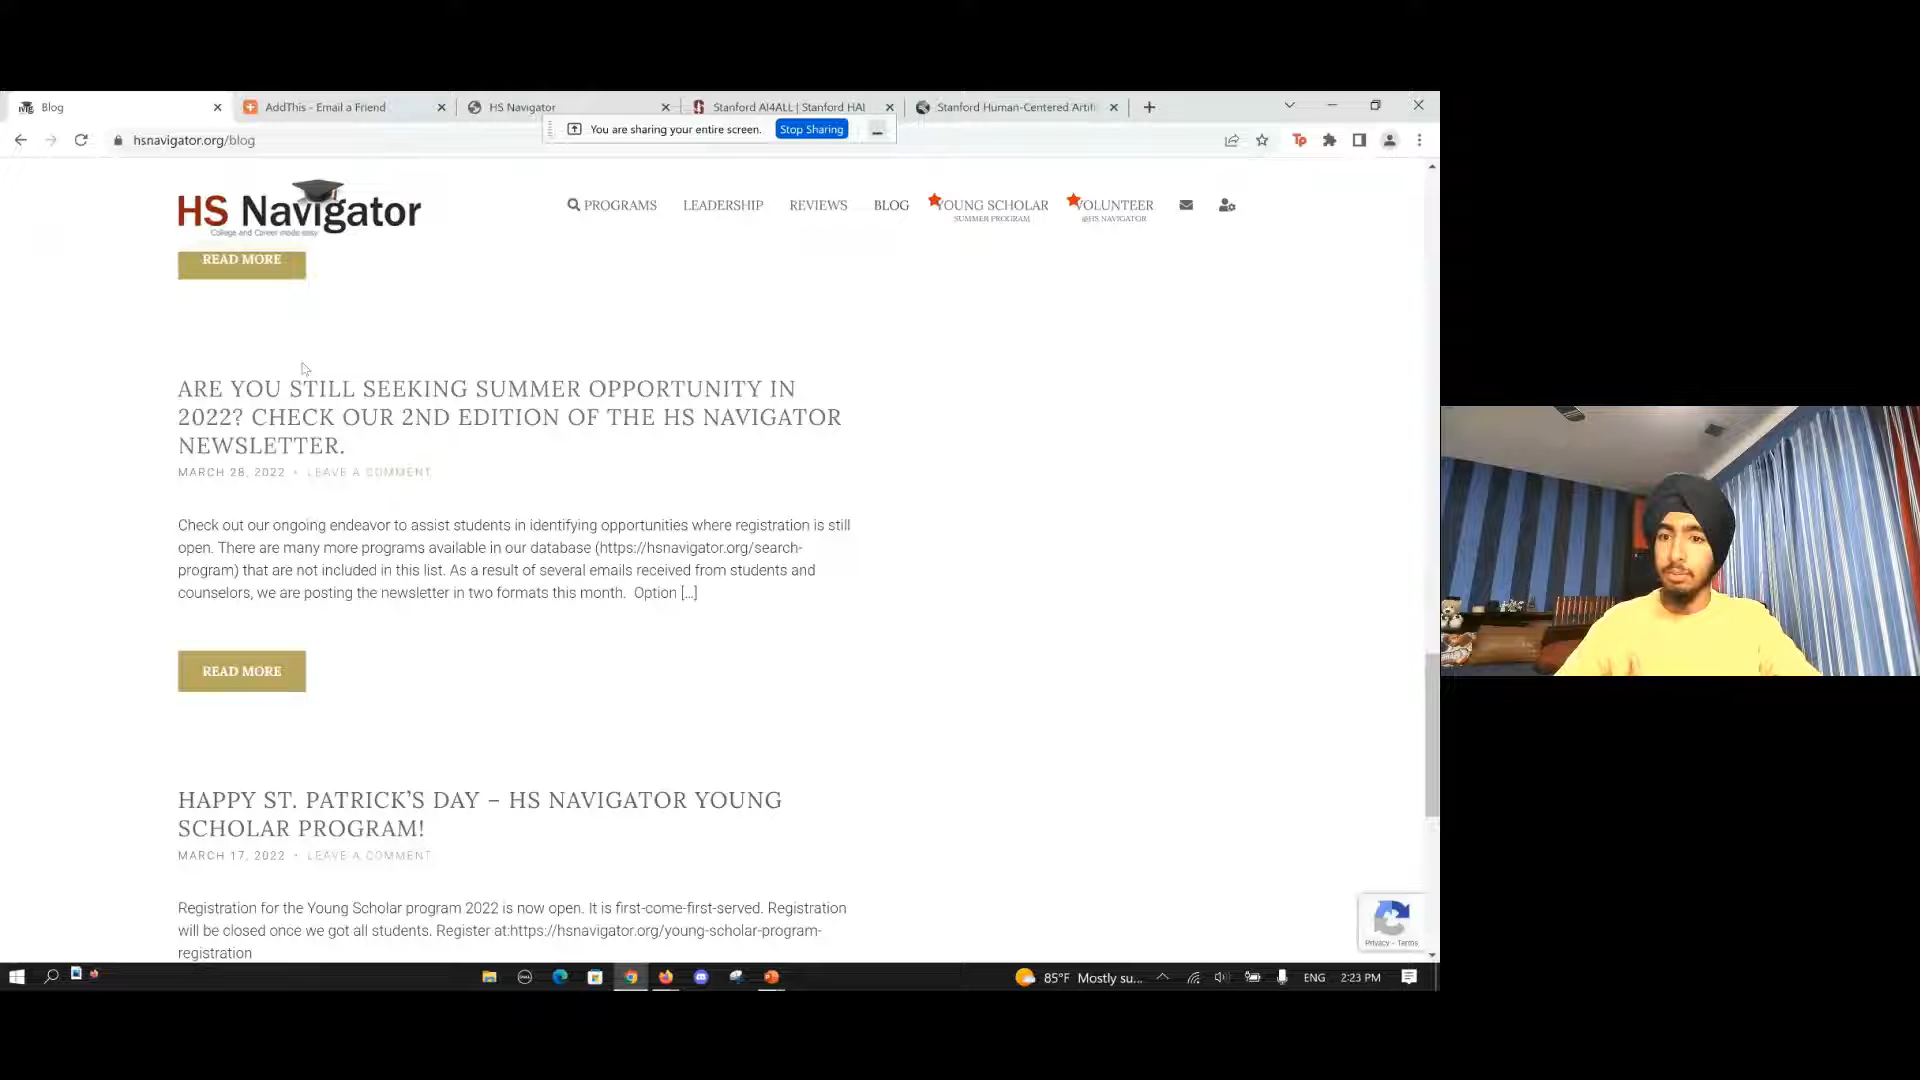 Blog
AddThis - Email a Friend
HS Navigator
Stanford AI4ALL | Stanford HAI
Stanford Human-Centered Artifi
hsnavigator.org/blog
You are sharing your entire screen.
Stop Sharing
HS Navigator
College and Career made easy
PROGRAMS
LEADERSHIP
REVIEWS
BLOG
YOUNG SCHOLAR
SUMMER PROGRAM
VOLUNTEER
@HS NAVIGATOR
READ MORE
ARE YOU STILL SEEKING SUMMER OPPORTUNITY IN
2022? CHECK OUR 2ND EDITION OF THE HS NAVIGATOR
NEWSLETTER.
MARCH 28, 2022 • LEAVE A COMMENT
Check out our ongoing endeavor to assist students in identifying opportunities where registration is still
open. There are many more programs available in our database (https://hsnavigator.org/search-
program) that are not included in this list. As a result of several emails received from students and
counselors, we are posting the newsletter in two formats this month. Option [...]
READ MORE
HAPPY ST. PATRICK’S DAY – HS NAVIGATOR YOUNG
SCHOLAR PROGRAM!
MARCH 17, 2022 • LEAVE A COMMENT
Registration for the Young Scholar program 2022 is now open. It is first-come-first-served. Registration
will be closed once we got all students. Register at:https://hsnavigator.org/young-scholar-program-
registration
Privacy - Terms
85°F Mostly su...
ENG
2:23 PM